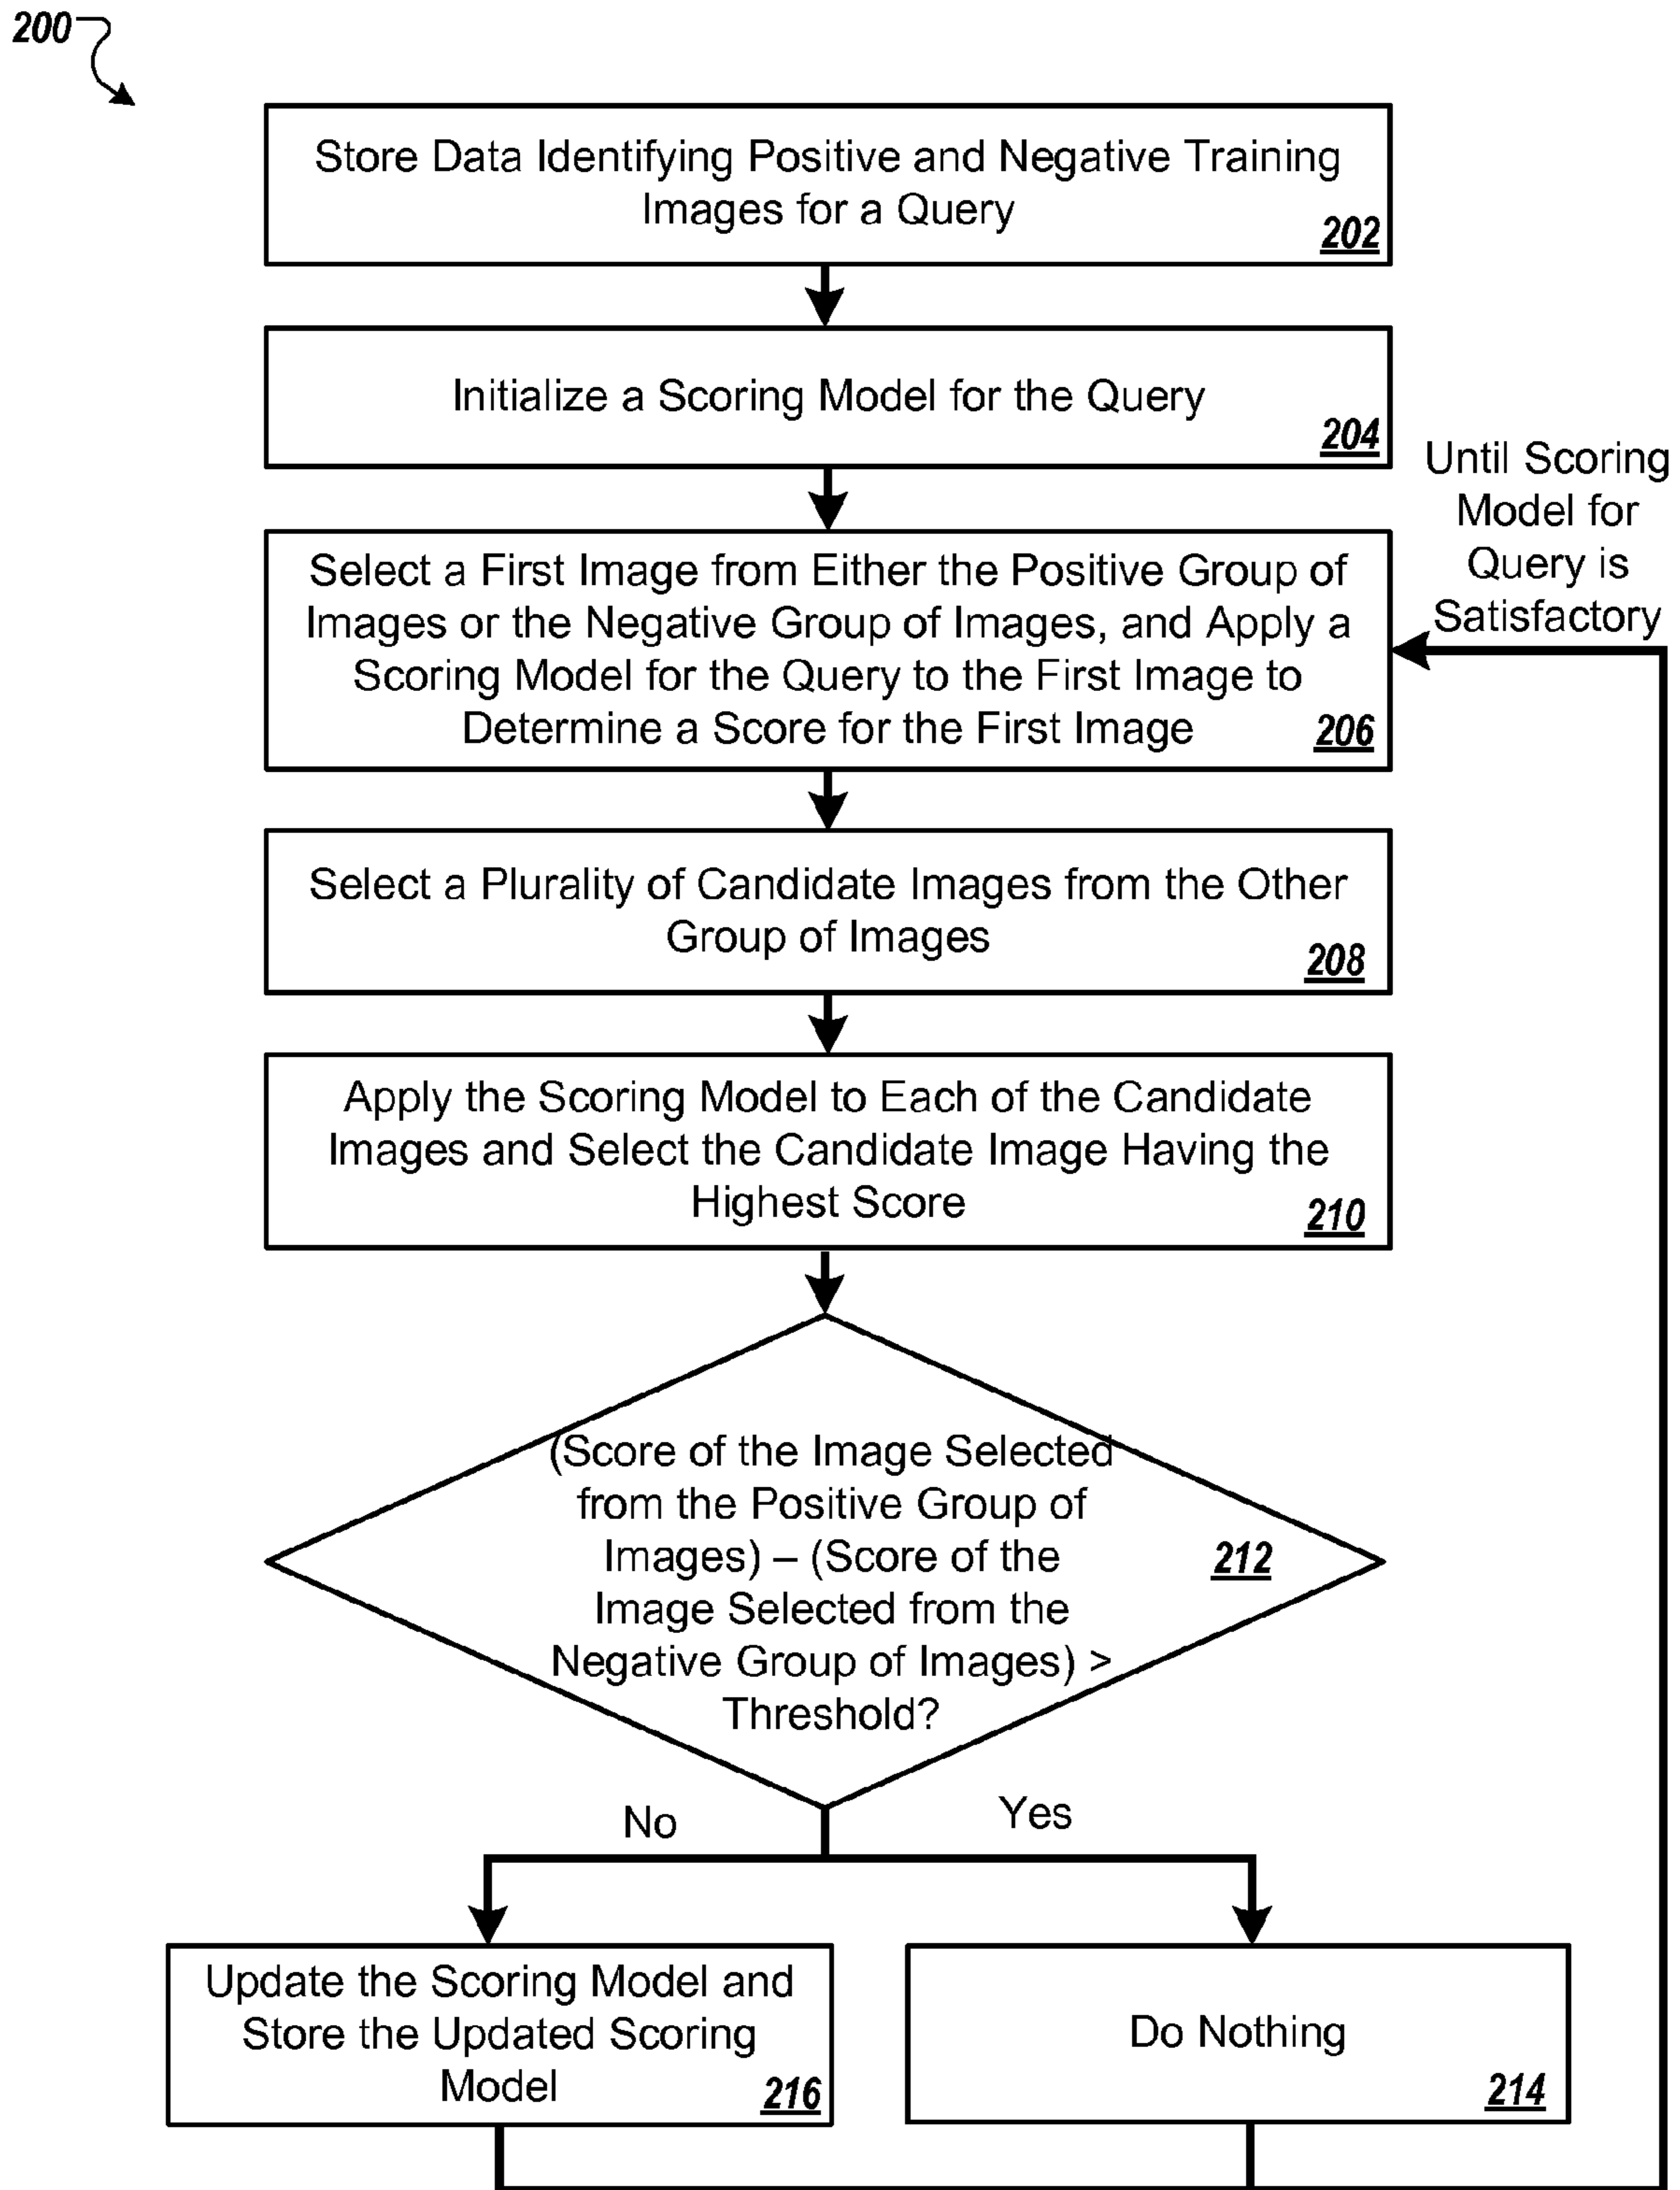 200
Store Data Identifying Positive and Negative Training
Images for a Query
202
Initialize a Scoring Model for the Query
204
Until Scoring
Model for
Query is
Satisfactory
Select a First Image from Either the Positive Group of
Images or the Negative Group of Images, and Apply a
Scoring Model for the Query to the First Image to
Determine a Score for the First Image
206
Select a Plurality of Candidate Images from the Other
Group of Images
208
Apply the Scoring Model to Each of the Candidate
Images and Select the Candidate Image Having the
Highest Score
210
(Score of the Image Selected
from the Positive Group of
Images) – (Score of the
Image Selected from the
Negative Group of Images) >
Threshold?
212
No
Yes
Update the Scoring Model and
Store the Updated Scoring
Model
216
Do Nothing
214